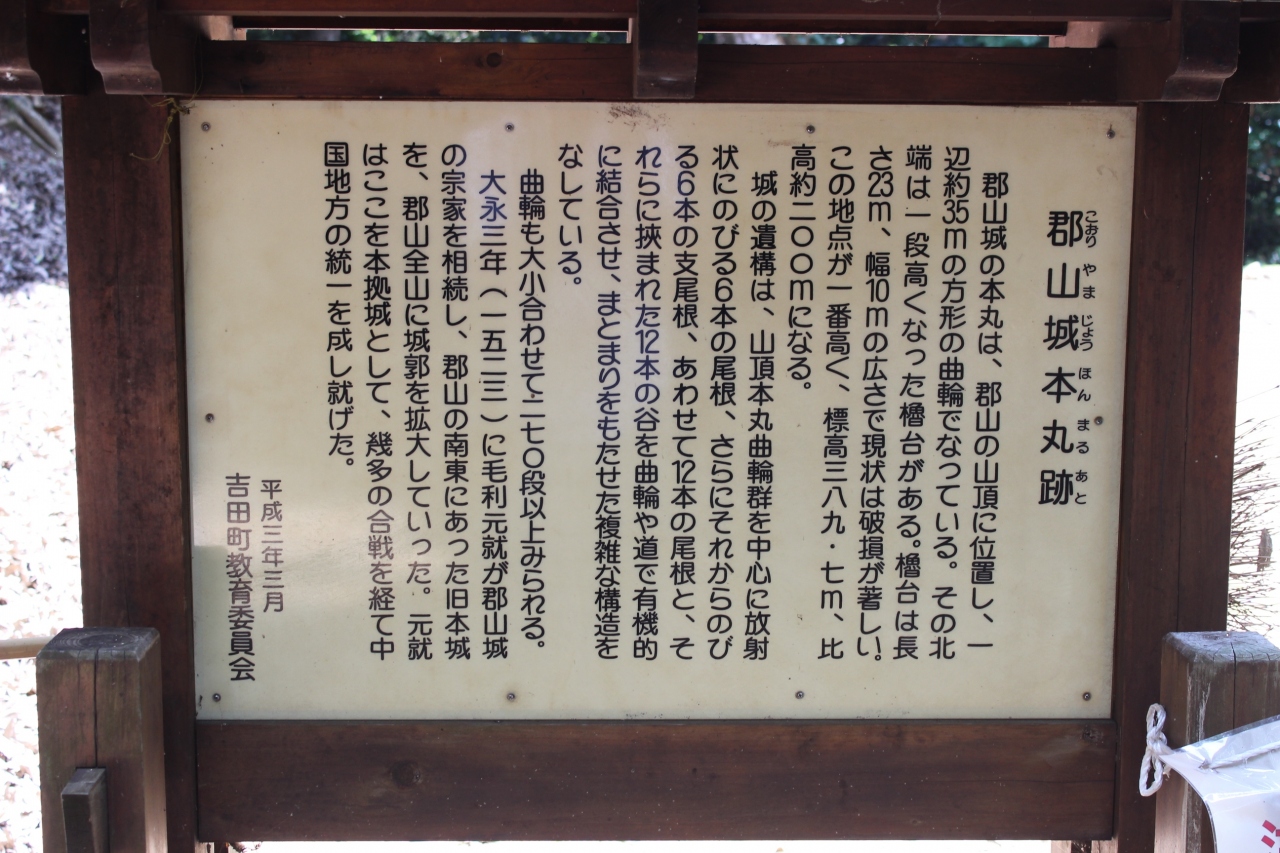 郡山城本丸跡
こおり やま じょう ほん まる あと
郡山城の本丸は、郡山の山頂に位置し、一
辺約35mの方形の曲輪でなっている。その北
端は一段高くなった櫓台がある。櫓台は長
さ23m、幅10mの広さで現状は破損が著しい。
この地点が一番高く、標高三八九・七m、比
高約二〇〇mになる。
城の遺構は、山頂本丸曲輪群を中心に放射
状にのびる6本の尾根、さらにそれからのび
る6本の支尾根、あわせて12本の尾根と、そ
れらに挾まれた12本の谷を曲輪や道で有機的
に結合させ、まとまりをもたせた複雑な構造を
なしている。
曲輪も大小合わせて二七〇段以上みられる。
大永三年（一五二三）に毛利元就が郡山城
の宗家を相続し、郡山の南東にあった旧本城
を、郡山全山に城郭を拡大していった。元就
はここを本拠城として、幾多の合戦を経て中
国地方の統一を成し就げた。
平成三年三月
吉田町教育委員会